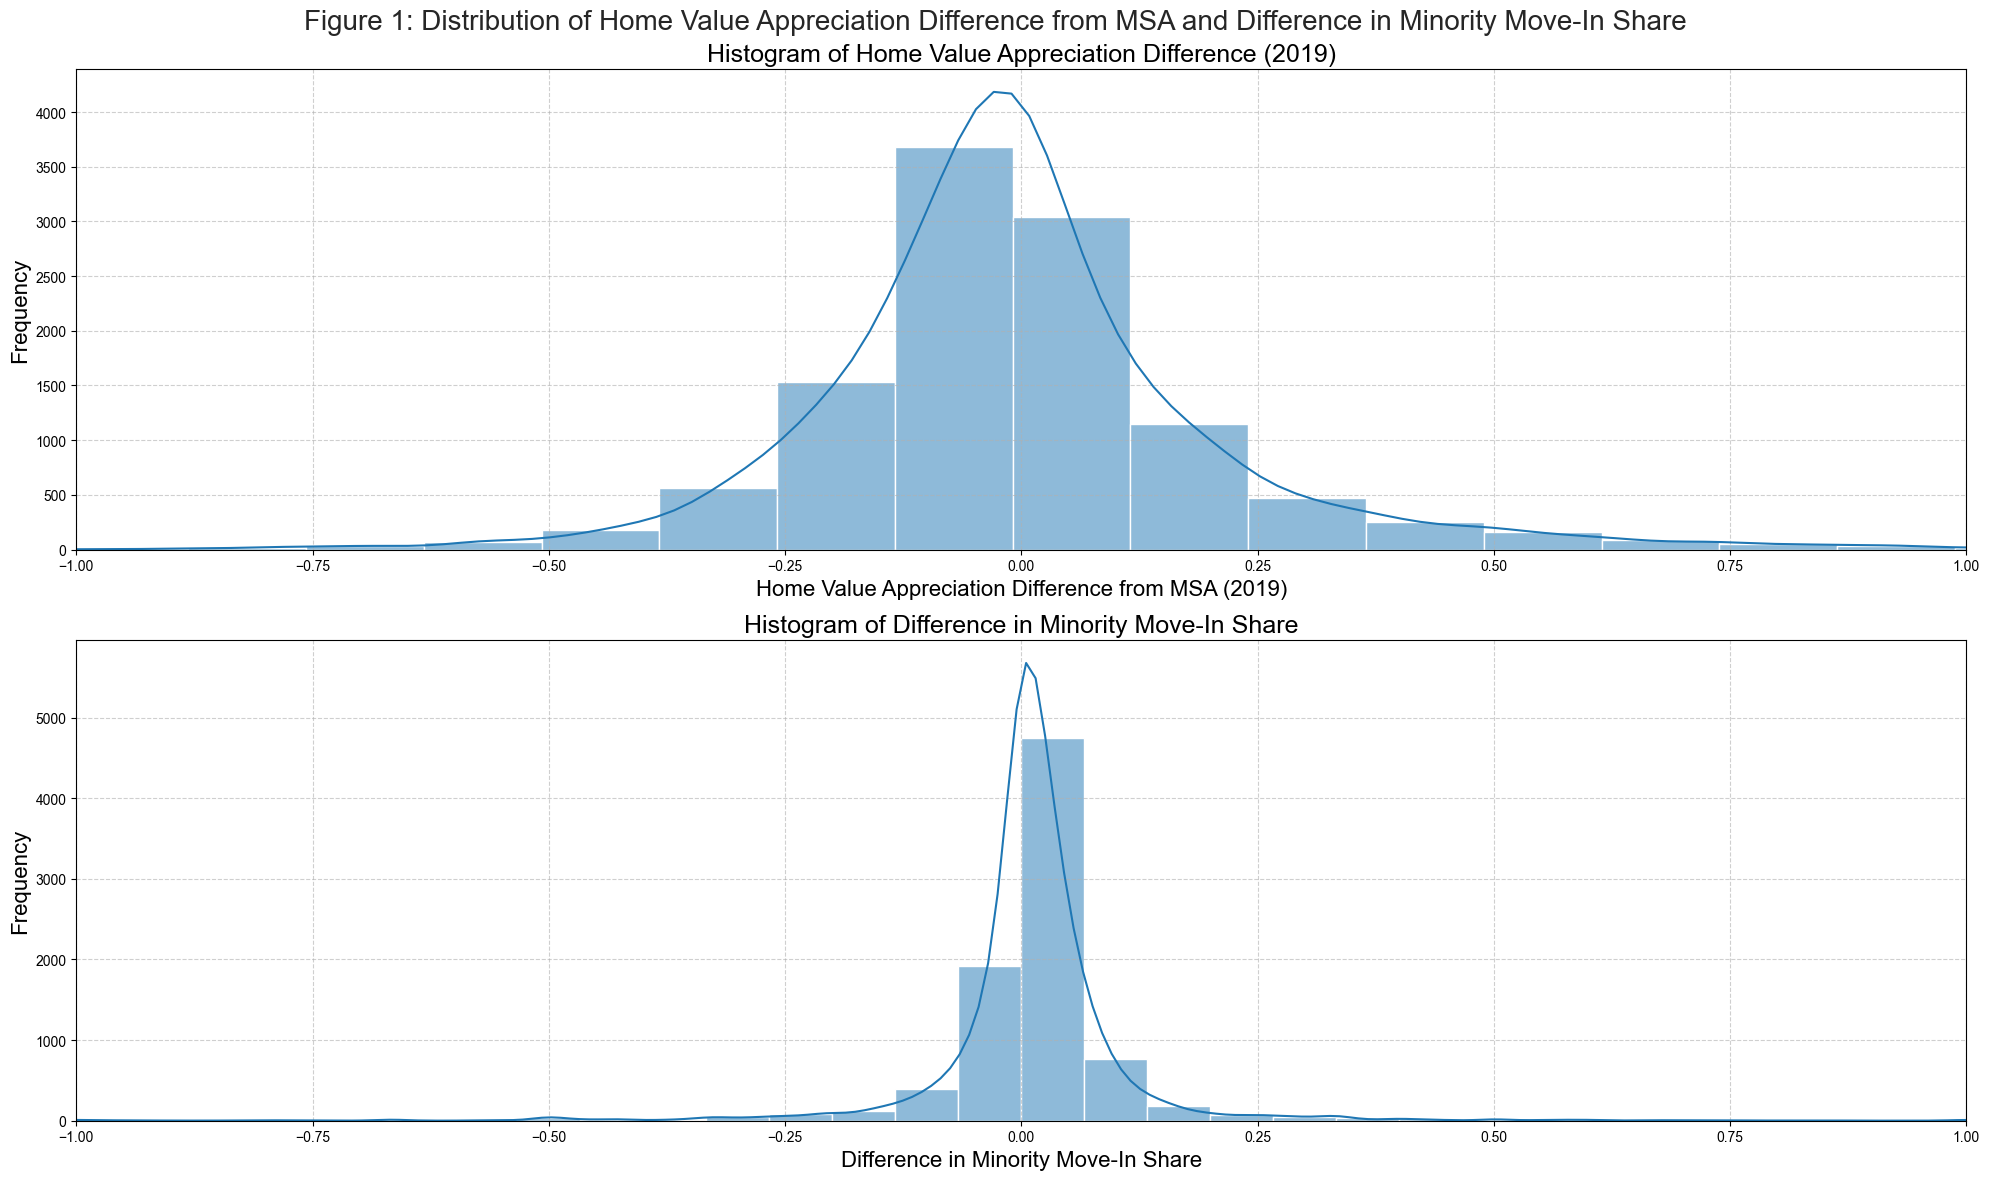 Figure 1: Distribution of Home Value Appreciation Difference from MSA and Difference in Minority Move-In Share
Histogram of Home Value Appreciation Difference (2019)
Frequency
4000
3500
3000
2500
2000
1500
1000
500
0
−1.00 −0.75 −0.50 −0.25 0.00 0.25 0.50 0.75 1.00
Home Value Appreciation Difference from MSA (2019)
Histogram of Difference in Minority Move-In Share
Frequency
5000
4000
3000
2000
1000
0
−1.00 −0.75 −0.50 −0.25 0.00 0.25 0.50 0.75 1.00
Difference in Minority Move-In Share